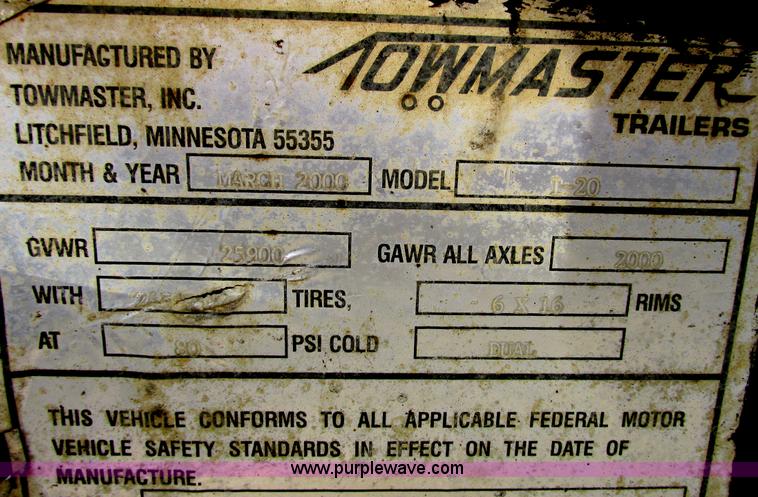 TOWMASTER
TRAILERS
MANUFACTURED BY
TOWMASTER, INC.
LITCHFIELD, MINNESOTA 55355
MONTH & YEAR MARCH 2000 MODEL T-20
GVWR 25900 GAWR ALL AXLES 2000
WITH TIRES, 6 X 16 RIMS
AT 80 PSI COLD DUAL
THIS VEHICLE CONFORMS TO ALL APPLICABLE FEDERAL MOTOR
VEHICLE SAFETY STANDARDS IN EFFECT ON THE DATE OF
MANUFACTURE.
www.purplewave.com